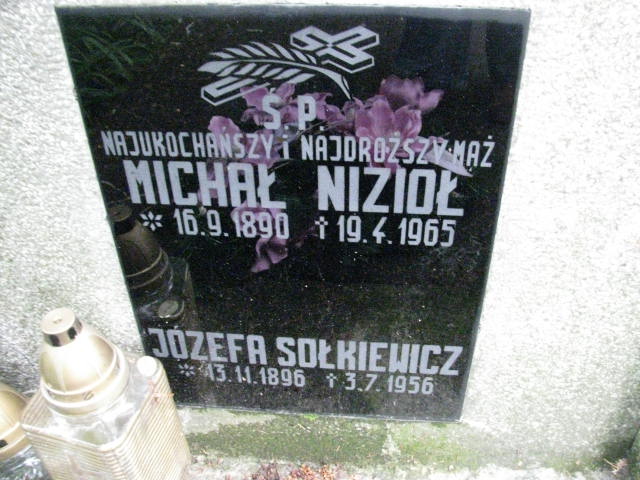 Ś.P.
NAJUKOCHAŃSZY i NAJDROŻSZY MĄŻ
MICHAŁ NIZIOŁ
* 16.9.1890 † 19.4.1965
JÓZEFA SOŁKIEWICZ
* 13.11.1896 † 3.7.1956